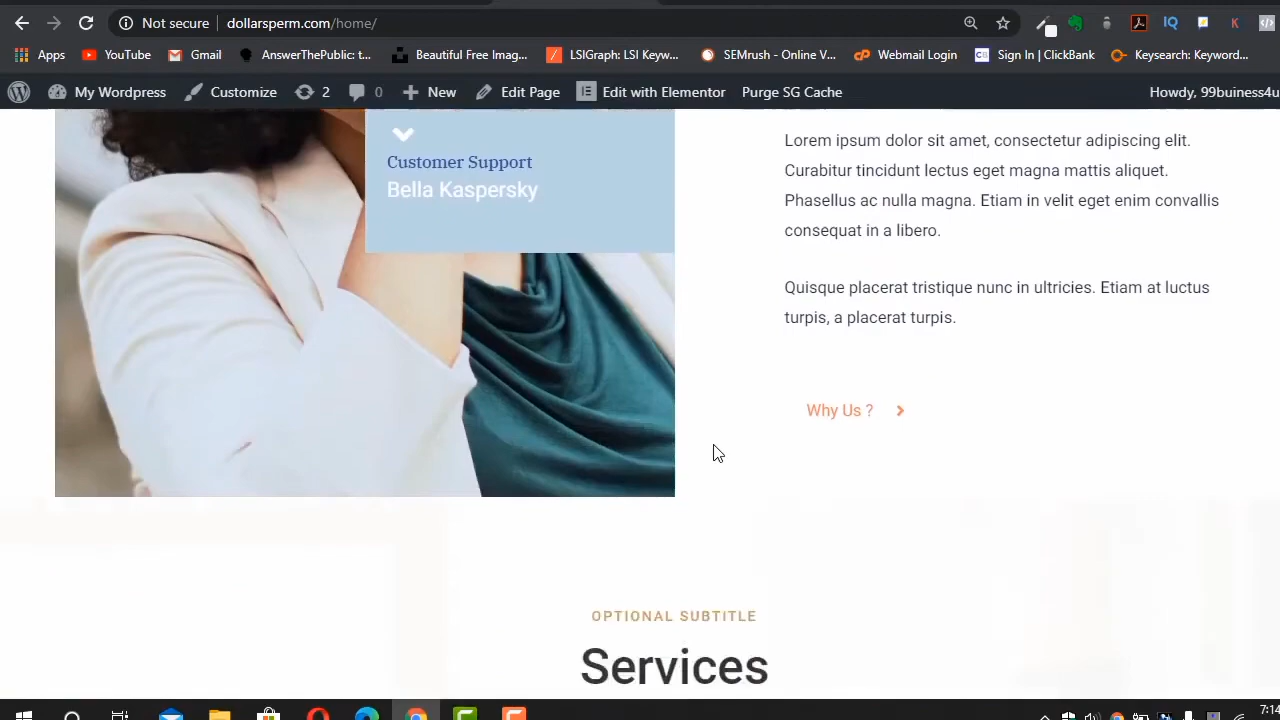 Not secure dollarsperm.com/home/
IQ K
Apps YouTube Gmail AnswerThePublic: t... Beautiful Free Imag... LSIGraph: LSI Keyw... SEMrush - Online V... cP Webmail Login CB Sign In | ClickBank Keysearch: Keyword...
My Wordpress Customize 2 0 New Edit Page Edit with Elementor Purge SG Cache Howdy, 99buiness4u
Customer Support
Bella Kaspersky
Lorem ipsum dolor sit amet, consectetur adipiscing elit.
Curabitur tincidunt lectus eget magna mattis aliquet.
Phasellus ac nulla magna. Etiam in velit eget enim convallis
consequat in a libero.
Quisque placerat tristique nunc in ultricies. Etiam at luctus
turpis, a placerat turpis.
Why Us ?
OPTIONAL SUBTITLE
Services
7:14